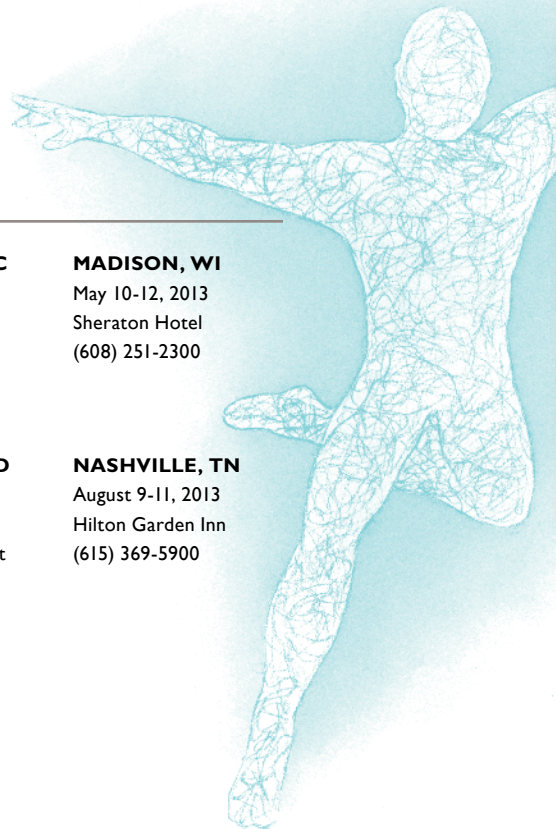 MADISON, WI
May 10-12, 2013
Sheraton Hotel
(608) 251-2300
NASHVILLE, TN
August 9-11, 2013
Hilton Garden Inn
(615) 369-5900